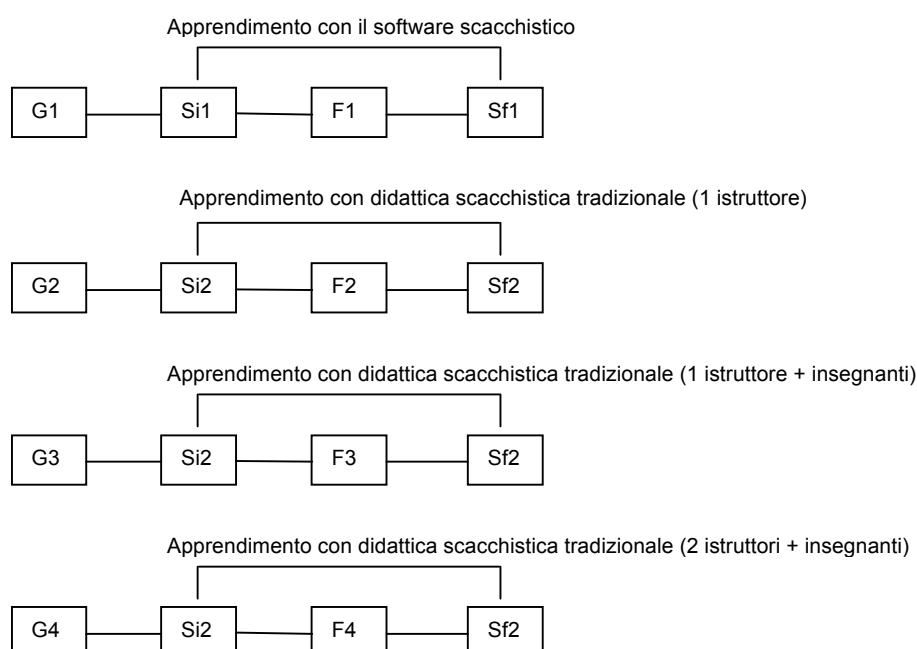 Apprendimento con il software scacchistico
G1 Si1 F1 Sf1
Apprendimento con didattica scacchistica tradizionale (1 istruttore)
G2 Si2 F2 Sf2
Apprendimento con didattica scacchistica tradizionale (1 istruttore + insegnanti)
G3 Si2 F3 Sf2
Apprendimento con didattica scacchistica tradizionale (2 istruttori + insegnanti)
G4 Si2 F4 Sf2